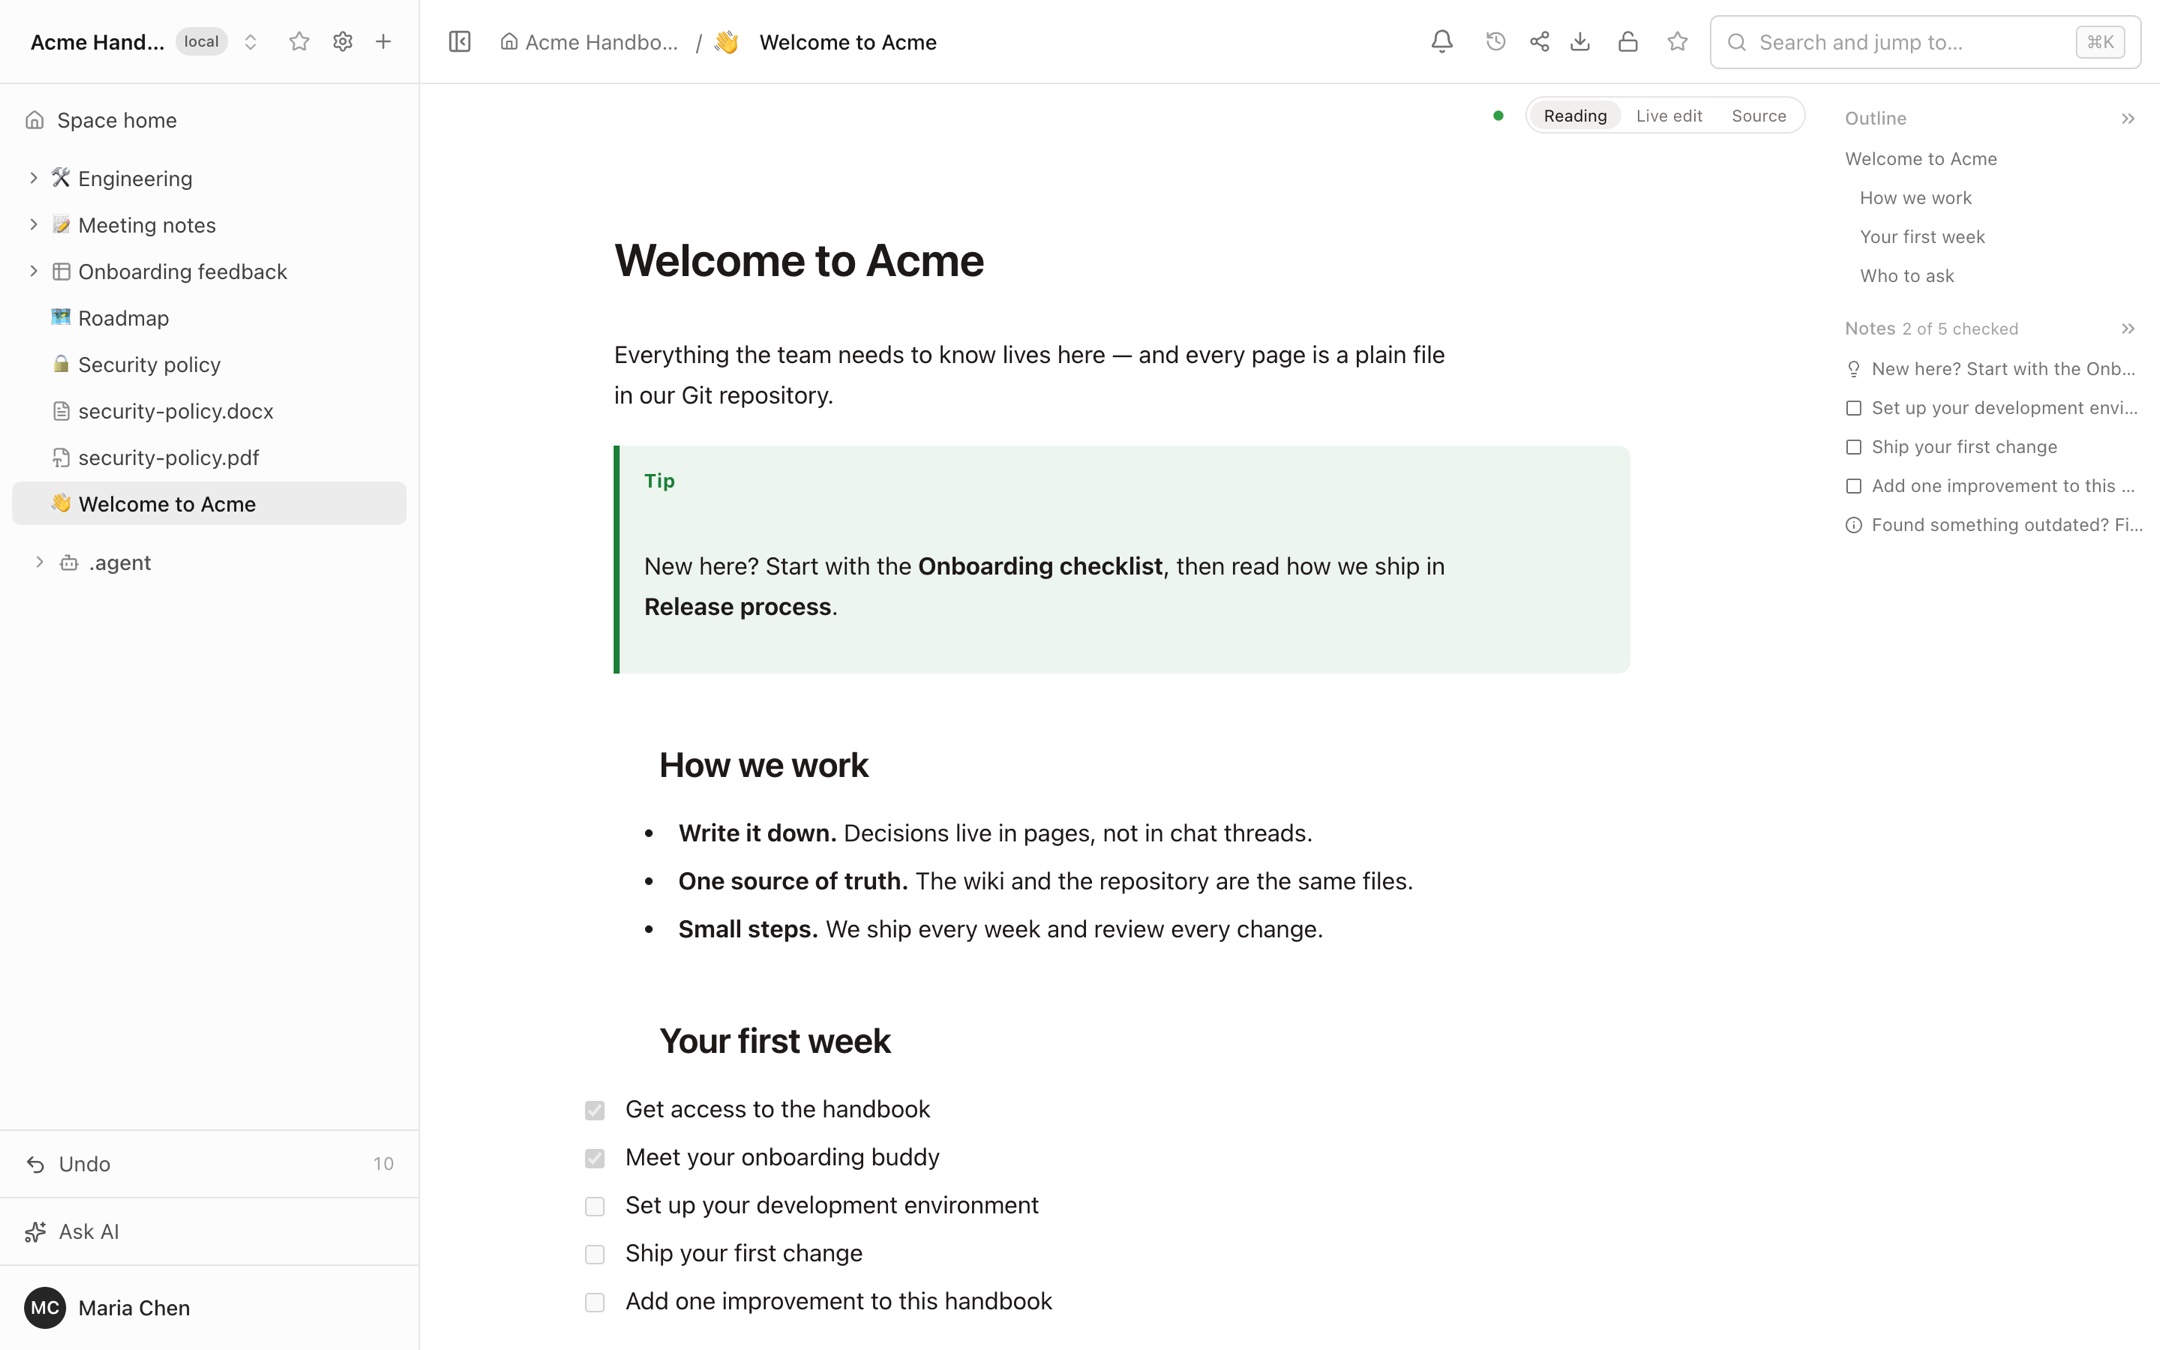 Acme Hand... local
Acme Handbo... / Welcome to Acme
Search and jump to... ⌘K
Space home
Engineering
Meeting notes
Onboarding feedback
Roadmap
Security policy
security-policy.docx
security-policy.pdf
Welcome to Acme
.agent
Undo 10
Ask AI
MC Maria Chen
Reading Live edit Source
Welcome to Acme
Everything the team needs to know lives here — and every page is a plain file
in our Git repository.
Tip
New here? Start with the Onboarding checklist, then read how we ship in
Release process.
How we work
• Write it down. Decisions live in pages, not in chat threads.
• One source of truth. The wiki and the repository are the same files.
• Small steps. We ship every week and review every change.
Your first week
Get access to the handbook
Meet your onboarding buddy
Set up your development environment
Ship your first change
Add one improvement to this handbook
Outline
Welcome to Acme
How we work
Your first week
Who to ask
Notes 2 of 5 checked
New here? Start with the Onb...
Set up your development envi...
Ship your first change
Add one improvement to this ...
Found something outdated? Fi...